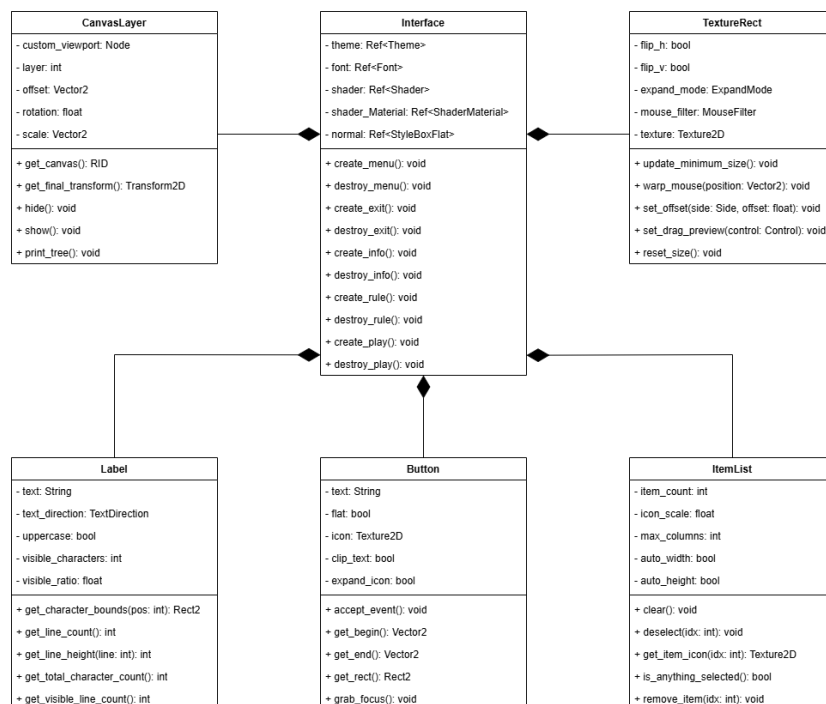 CanvasLayer
- custom_viewport: Node
- layer: int
- offset: Vector2
- rotation: float
- scale: Vector2
+ get_canvas(): RID
+ get_final_transform(): Transform2D
+ hide(): void
+ show(): void
+ print_tree(): void
Interface
- theme: Ref<Theme>
- font: Ref<Font>
- shader: Ref<Shader>
- shader_Material: Ref<ShaderMaterial>
- normal: Ref<StyleBoxFlat>
+ create_menu(): void
+ destroy_menu(): void
+ create_exit(): void
+ destroy_exit(): void
+ create_info(): void
+ destroy_info(): void
+ create_rule(): void
+ destroy_rule(): void
+ create_play(): void
+ destroy_play(): void
TextureRect
- flip_h: bool
- flip_v: bool
- expand_mode: ExpandMode
- mouse_filter: MouseFilter
- texture: Texture2D
+ update_minimum_size(): void
+ warp_mouse(position: Vector2): void
+ set_offset(side: Side, offset: float): void
+ set_drag_preview(control: Control): void
+ reset_size(): void
Label
- text: String
- text_direction: TextDirection
- uppercase: bool
- visible_characters: int
- visible_ratio: float
+ get_character_bounds(pos: int): Rect2
+ get_line_count(): int
+ get_line_height(line: int): int
+ get_total_character_count(): int
+ get_visible_line_count(): int
Button
- text: String
- flat: bool
- icon: Texture2D
- clip_text: bool
- expand_icon: bool
+ accept_event(): void
+ get_begin(): Vector2
+ get_end(): Vector2
+ get_rect(): Rect2
+ grab_focus(): void
ItemList
- item_count: int
- icon_scale: float
- max_columns: int
- auto_width: bool
- auto_height: bool
+ clear(): void
+ deselect(idx: int): void
+ get_item_icon(idx: int): Texture2D
+ is_anything_selected(): bool
+ remove_item(idx: int): void